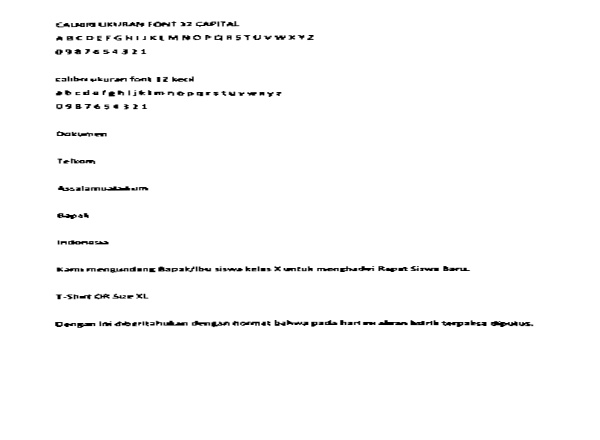 CALIBRI UKURAN FONT 12 CAPITAL
A B C D E F G H I J K L M N O P Q R S T U V W X Y Z
0 9 8 7 6 5 4 3 2 1
calibri ukuran font 12 kecil
a b c d e f g h i j k l m n o p q r s t u v w x y z
0 9 8 7 6 5 4 3 2 1
Dokumen
Telkom
Assalamualaikum
Bapak
Indonesia
Kami mengundang Bapak/Ibu siswa kelas X untuk menghadiri Rapat Siswa Baru.
T-Shirt OR Size XL
Dengan ini diberitahukan dengan hormat bahwa pada hari ini aliran listrik terpaksa diputus.